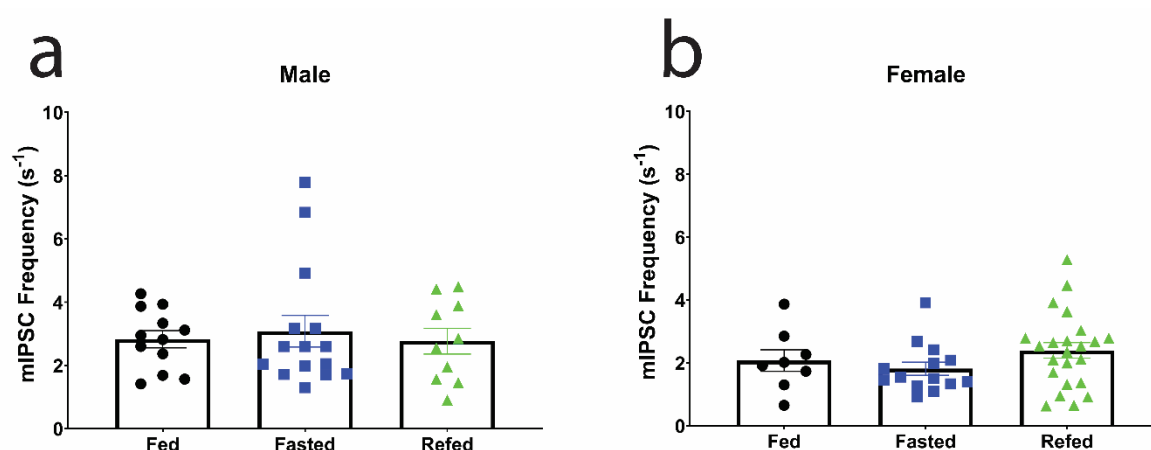 a
Male
mIPSC Frequency (s⁻¹)
10
8
6
4
2
0
Fed
Fasted
Refed
b
Female
mIPSC Frequency (s⁻¹)
10
8
6
4
2
0
Fed
Fasted
Refed